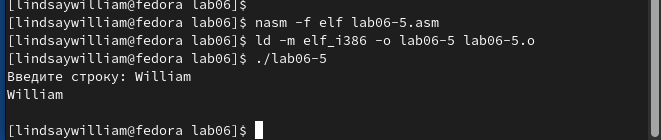 [lindsaywilliam@fedora lab06]$
[lindsaywilliam@fedora lab06]$ nasm -f elf lab06-5.asm
[lindsaywilliam@fedora lab06]$ ld -m elf_i386 -o lab06-5 lab06-5.o
[lindsaywilliam@fedora lab06]$ ./lab06-5
Введите строку: William
William
[lindsaywilliam@fedora lab06]$